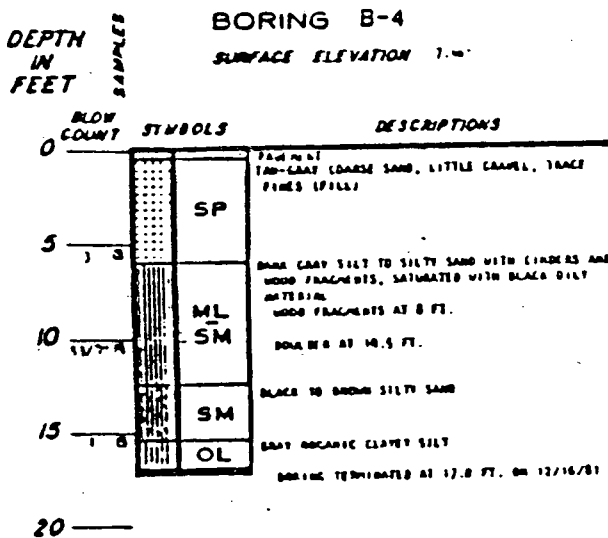 BORING B-4
SURFACE ELEVATION
DEPTH IN FEET
SAMPLES
BLOW COUNT
SYMBOLS
DESCRIPTIONS
0
PAVEMENT
TAN-GRAY COARSE SAND, LITTLE GRAVEL, TRACE
FINES (FILL)
SP
5
DARK GRAY SILT TO SILTY SAND WITH CINDERS AND
WOOD FRAGMENTS, SATURATED WITH BLACK OILY
MATERIAL
WOOD FRAGMENTS AT 8 FT.
ML
-
SM
10
BOULDER AT 10.5 FT.
BLACK TO BROWN SILTY SAND
SM
15
1
GRAY ORGANIC CLAYEY SILT
OL
BORING TERMINATED AT 17.0 FT. ON 12/16/81
20